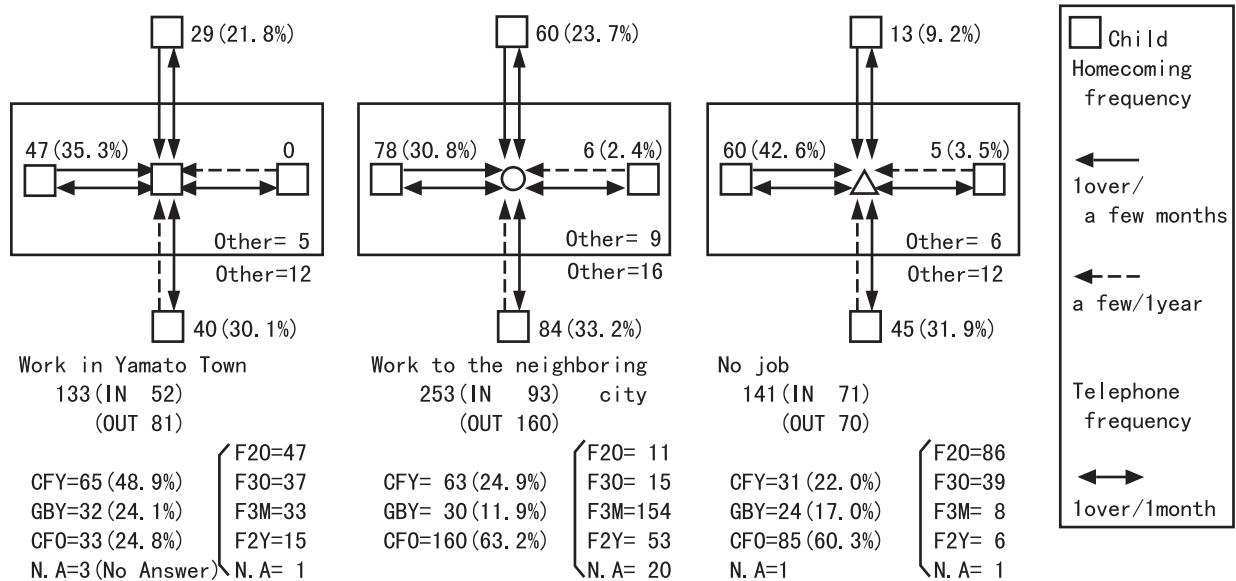 29(21.8%)
47(35.3%)
0
Other= 5
Other=12
40(30.1%)
Work in Yamato Town
133(IN 52)
(OUT 81)
CFY=65(48.9%)
GBY=32(24.1%)
CFO=33(24.8%)
N.A=3(No Answer)
F2O=47
F3O=37
F3M=33
F2Y=15
N.A= 1
60(23.7%)
78(30.8%)
6(2.4%)
Other= 9
Other=16
84(33.2%)
Work to the neighboring
253(IN 93) city
(OUT 160)
CFY= 63(24.9%)
GBY= 30(11.9%)
CFO=160(63.2%)
F2O= 11
F3O= 15
F3M=154
F2Y= 53
N.A= 20
13(9.2%)
60(42.6%)
5(3.5%)
Other= 6
Other=12
45(31.9%)
No job
141(IN 71)
(OUT 70)
CFY=31(22.0%)
GBY=24(17.0%)
CFO=85(60.3%)
N.A=1
F2O=86
F3O=39
F3M= 8
F2Y= 6
N.A= 1
Child
Homecoming
frequency
1over/
a few months
a few/1year
Telephone
frequency
1over/1month